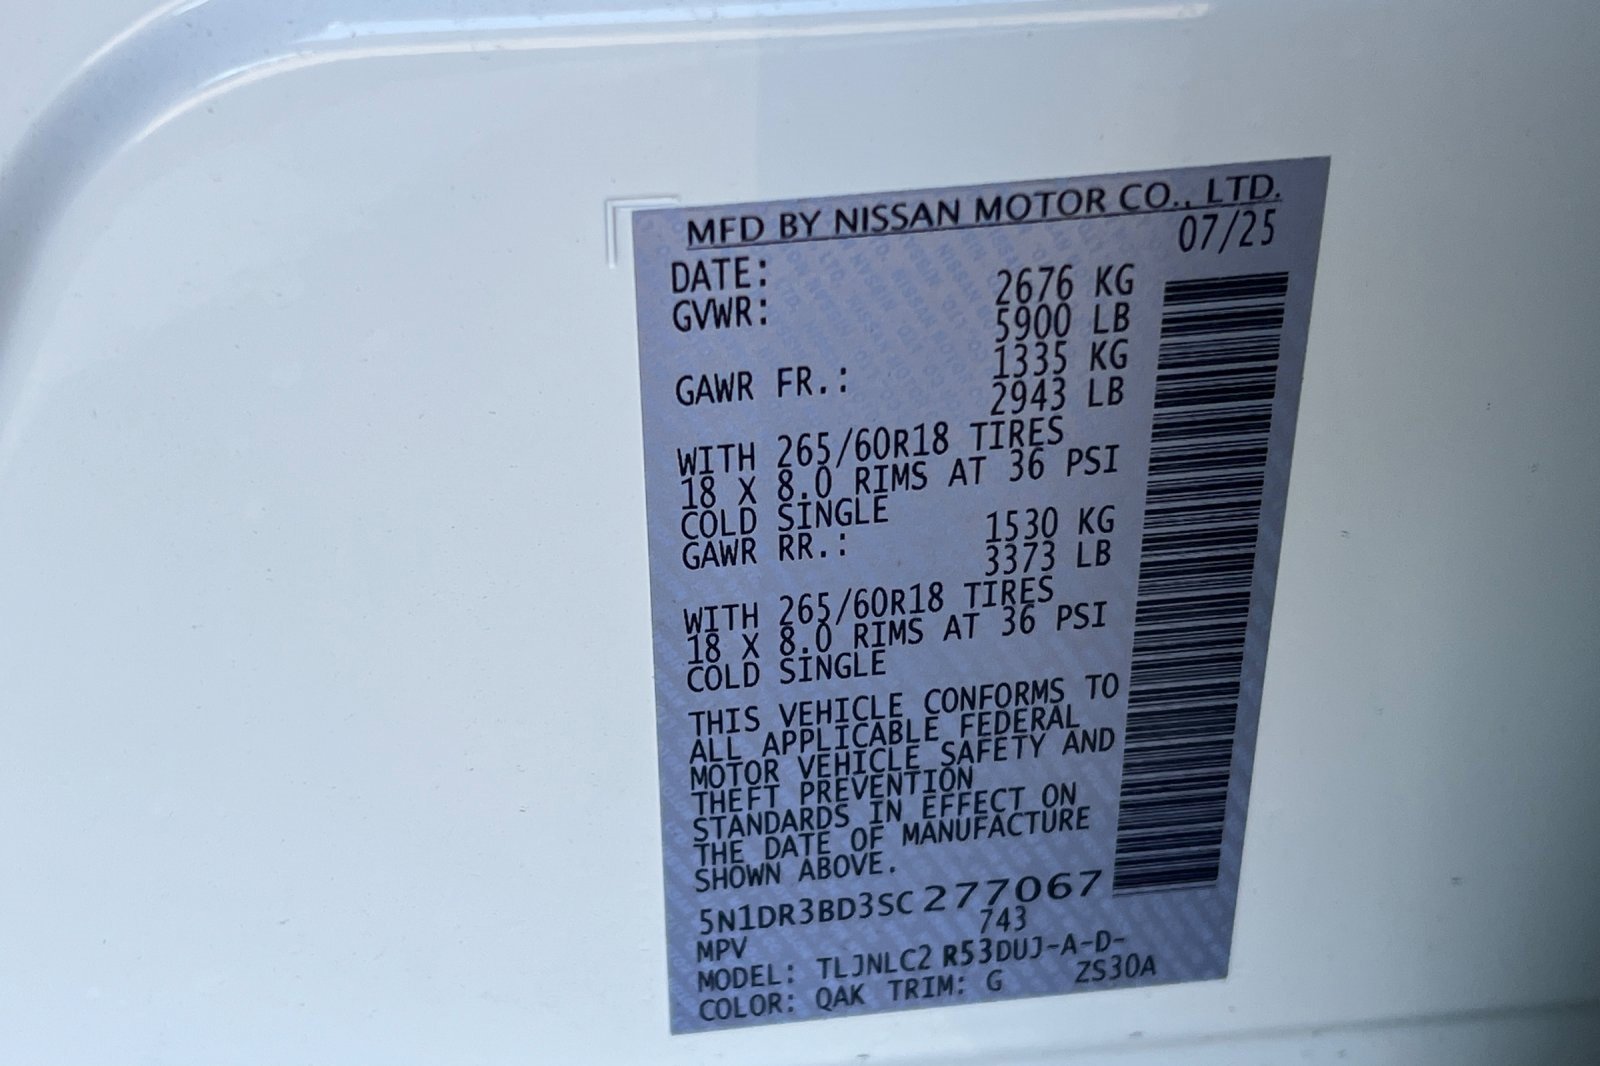 MFD BY NISSAN MOTOR CO., LTD.
DATE: 07/25
GVWR: 2676 KG
5900 LB
GAWR FR.: 1335 KG
2943 LB
WITH 265/60R18 TIRES
18 X 8.0 RIMS AT 36 PSI
COLD SINGLE
GAWR RR.: 1530 KG
3373 LB
WITH 265/60R18 TIRES
18 X 8.0 RIMS AT 36 PSI
COLD SINGLE
THIS VEHICLE CONFORMS TO
ALL APPLICABLE FEDERAL
MOTOR VEHICLE SAFETY AND
THEFT PREVENTION
STANDARDS IN EFFECT ON
THE DATE OF MANUFACTURE
SHOWN ABOVE.
5N1DR3BD3SC277067
MPV 743
MODEL: TLJNLC2 R53DUJ-A-D-
COLOR: QAK TRIM: G ZS30A